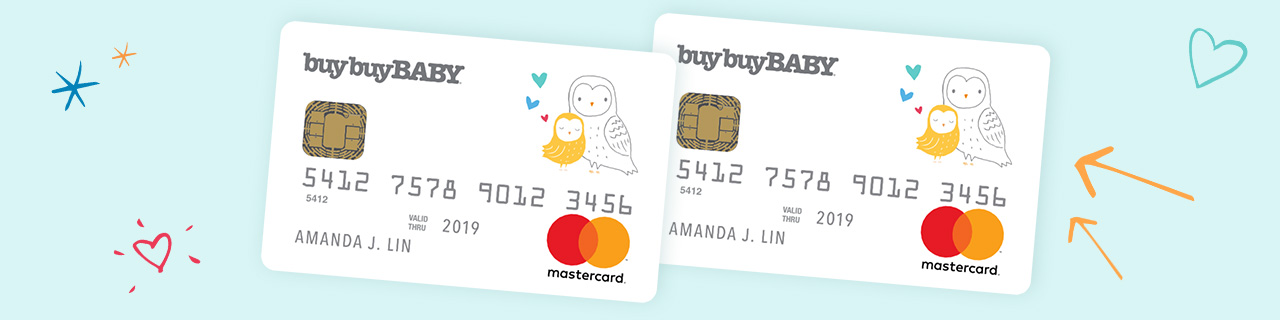 buybuyBABY
5412 7578 9012 3456
5412
VALID THRU 2019
AMANDA J. LIN
mastercard.
buybuyBABY
5412 7578 9012 3456
5412
VALID THRU 2019
AMANDA J. LIN
mastercard.